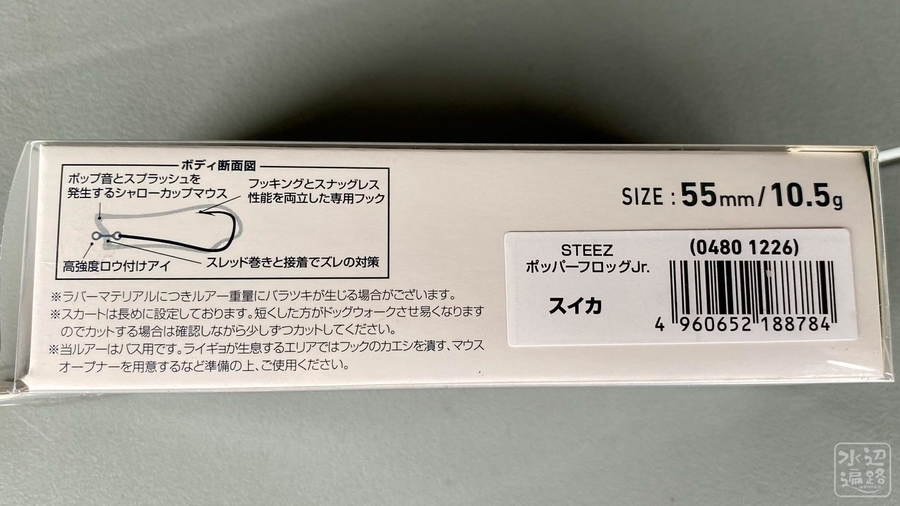 ボディ断面図
ポップ音とスプラッシュを
発生するシャローカップマウス
フッキングとスナッグレス
性能を両立した専用フック
高強度ロウ付けアイ
スレッド巻きと接着でズレの対策
※ラバーマテリアルにつきルアー重量にバラツキが生じる場合がございます。
※スカートは長めに設定しております。短くした方がドッグウォークさせ易くなります
のでカットする場合は確認しながら少しずつカットしてください。
※当ルアーはバス用です。ライギョが生息するエリアではフックのカエシを潰す、マウス
オープナーを用意するなど準備の上、ご使用ください。
SIZE : 55mm/10.5g
STEEZ
ポッパーフロッグJr.
スイカ
(0480 1226)
4 960652 188784
水辺
遍路